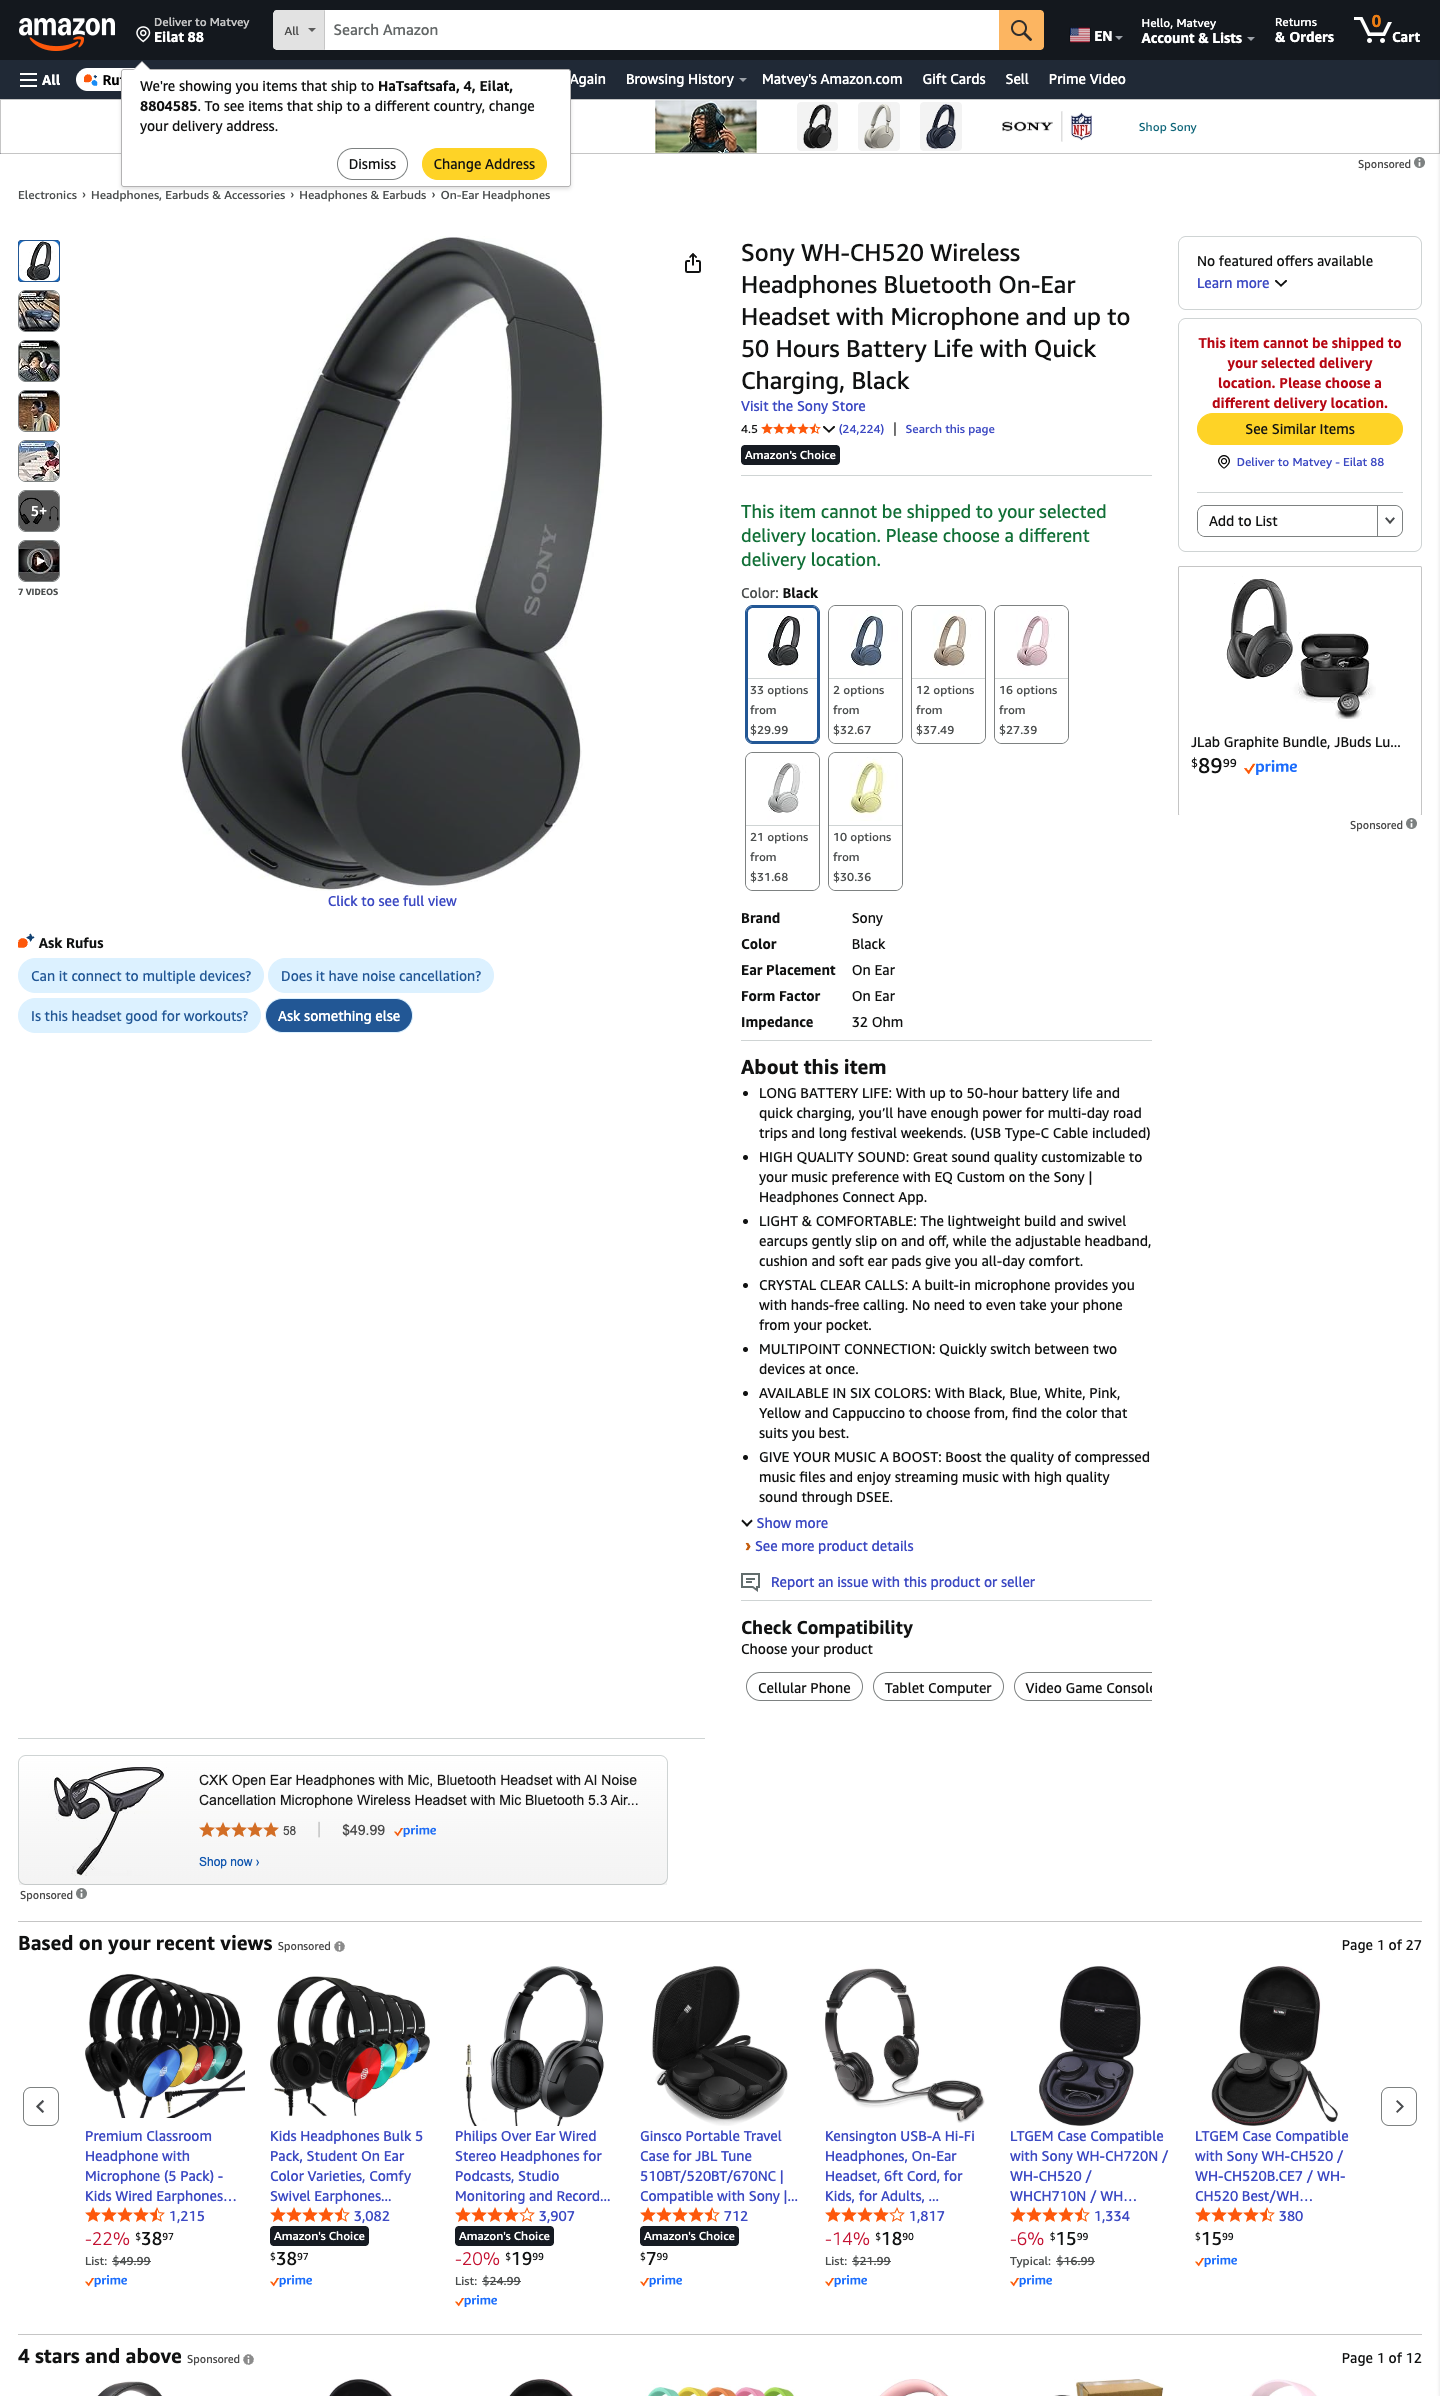 amazon
Deliver to Matvey
Eilat 88
All
Search Amazon
EN
Hello, Matvey
Account & Lists
Returns
& Orders
0
Cart
All
Ru
Again
Browsing History
Matvey's Amazon.com
Gift Cards
Sell
Prime Video
We're showing you items that ship to HaTsaftsafa, 4, Eilat,
8804585. To see items that ship to a different country, change
your delivery address.
Dismiss
Change Address
SONY
NFL
Shop Sony
Sponsored
Electronics › Headphones, Earbuds & Accessories › Headphones & Earbuds › On-Ear Headphones
5+
7 VIDEOS
SONY
Click to see full view
Ask Rufus
Can it connect to multiple devices?
Does it have noise cancellation?
Is this headset good for workouts?
Ask something else
Sony WH-CH520 Wireless
Headphones Bluetooth On-Ear
Headset with Microphone and up to
50 Hours Battery Life with Quick
Charging, Black
Visit the Sony Store
4.5 (24,224) | Search this page
Amazon's Choice
This item cannot be shipped to your selected
delivery location. Please choose a different
delivery location.
Color: Black
33 options
from
$29.99
2 options
from
$32.67
12 options
from
$37.49
16 options
from
$27.39
21 options
from
$31.68
10 options
from
$30.36
Brand Sony
Color Black
Ear Placement On Ear
Form Factor On Ear
Impedance 32 Ohm
About this item
• LONG BATTERY LIFE: With up to 50-hour battery life and
quick charging, you’ll have enough power for multi-day road
trips and long festival weekends. (USB Type-C Cable included)
• HIGH QUALITY SOUND: Great sound quality customizable to
your music preference with EQ Custom on the Sony |
Headphones Connect App.
• LIGHT & COMFORTABLE: The lightweight build and swivel
earcups gently slip on and off, while the adjustable headband,
cushion and soft ear pads give you all-day comfort.
• CRYSTAL CLEAR CALLS: A built-in microphone provides you
with hands-free calling. No need to even take your phone
from your pocket.
• MULTIPOINT CONNECTION: Quickly switch between two
devices at once.
• AVAILABLE IN SIX COLORS: With Black, Blue, White, Pink,
Yellow and Cappuccino to choose from, find the color that
suits you best.
• GIVE YOUR MUSIC A BOOST: Boost the quality of compressed
music files and enjoy streaming music with high quality
sound through DSEE.
Show more
› See more product details
Report an issue with this product or seller
Check Compatibility
Choose your product
Cellular Phone
Tablet Computer
Video Game Console
No featured offers available
Learn more
This item cannot be shipped to
your selected delivery
location. Please choose a
different delivery location.
See Similar Items
Deliver to Matvey - Eilat 88
Add to List
JLab Graphite Bundle, JBuds Lu...
$89.99 prime
Sponsored
CXK Open Ear Headphones with Mic, Bluetooth Headset with AI Noise
Cancellation Microphone Wireless Headset with Mic Bluetooth 5.3 Air...
58 | $49.99 prime
Shop now ›
Sponsored
Based on your recent views Sponsored
Page 1 of 27
Premium Classroom
Headphone with
Microphone (5 Pack) -
Kids Wired Earphones…
1,215
-22% $38.97
List: $49.99
prime
Kids Headphones Bulk 5
Pack, Student On Ear
Color Varieties, Comfy
Swivel Earphones...
3,082
Amazon's Choice
$38.97
prime
Philips Over Ear Wired
Stereo Headphones for
Podcasts, Studio
Monitoring and Record...
3,907
Amazon's Choice
-20% $19.99
List: $24.99
prime
Ginsco Portable Travel
Case for JBL Tune
510BT/520BT/670NC |
Compatible with Sony |...
712
Amazon's Choice
$7.99
prime
Kensington USB-A Hi-Fi
Headphones, On-Ear
Headset, 6ft Cord, for
Kids, for Adults, ...
1,817
-14% $18.90
List: $21.99
prime
LTGEM Case Compatible
with Sony WH-CH720N /
WH-CH520 /
WHCH710N / WH…
1,334
-6% $15.99
Typical: $16.99
prime
LTGEM Case Compatible
with Sony WH-CH520 /
WH-CH520B.CE7 / WH-
CH520 Best/WH…
380
$15.99
prime
4 stars and above Sponsored
Page 1 of 12